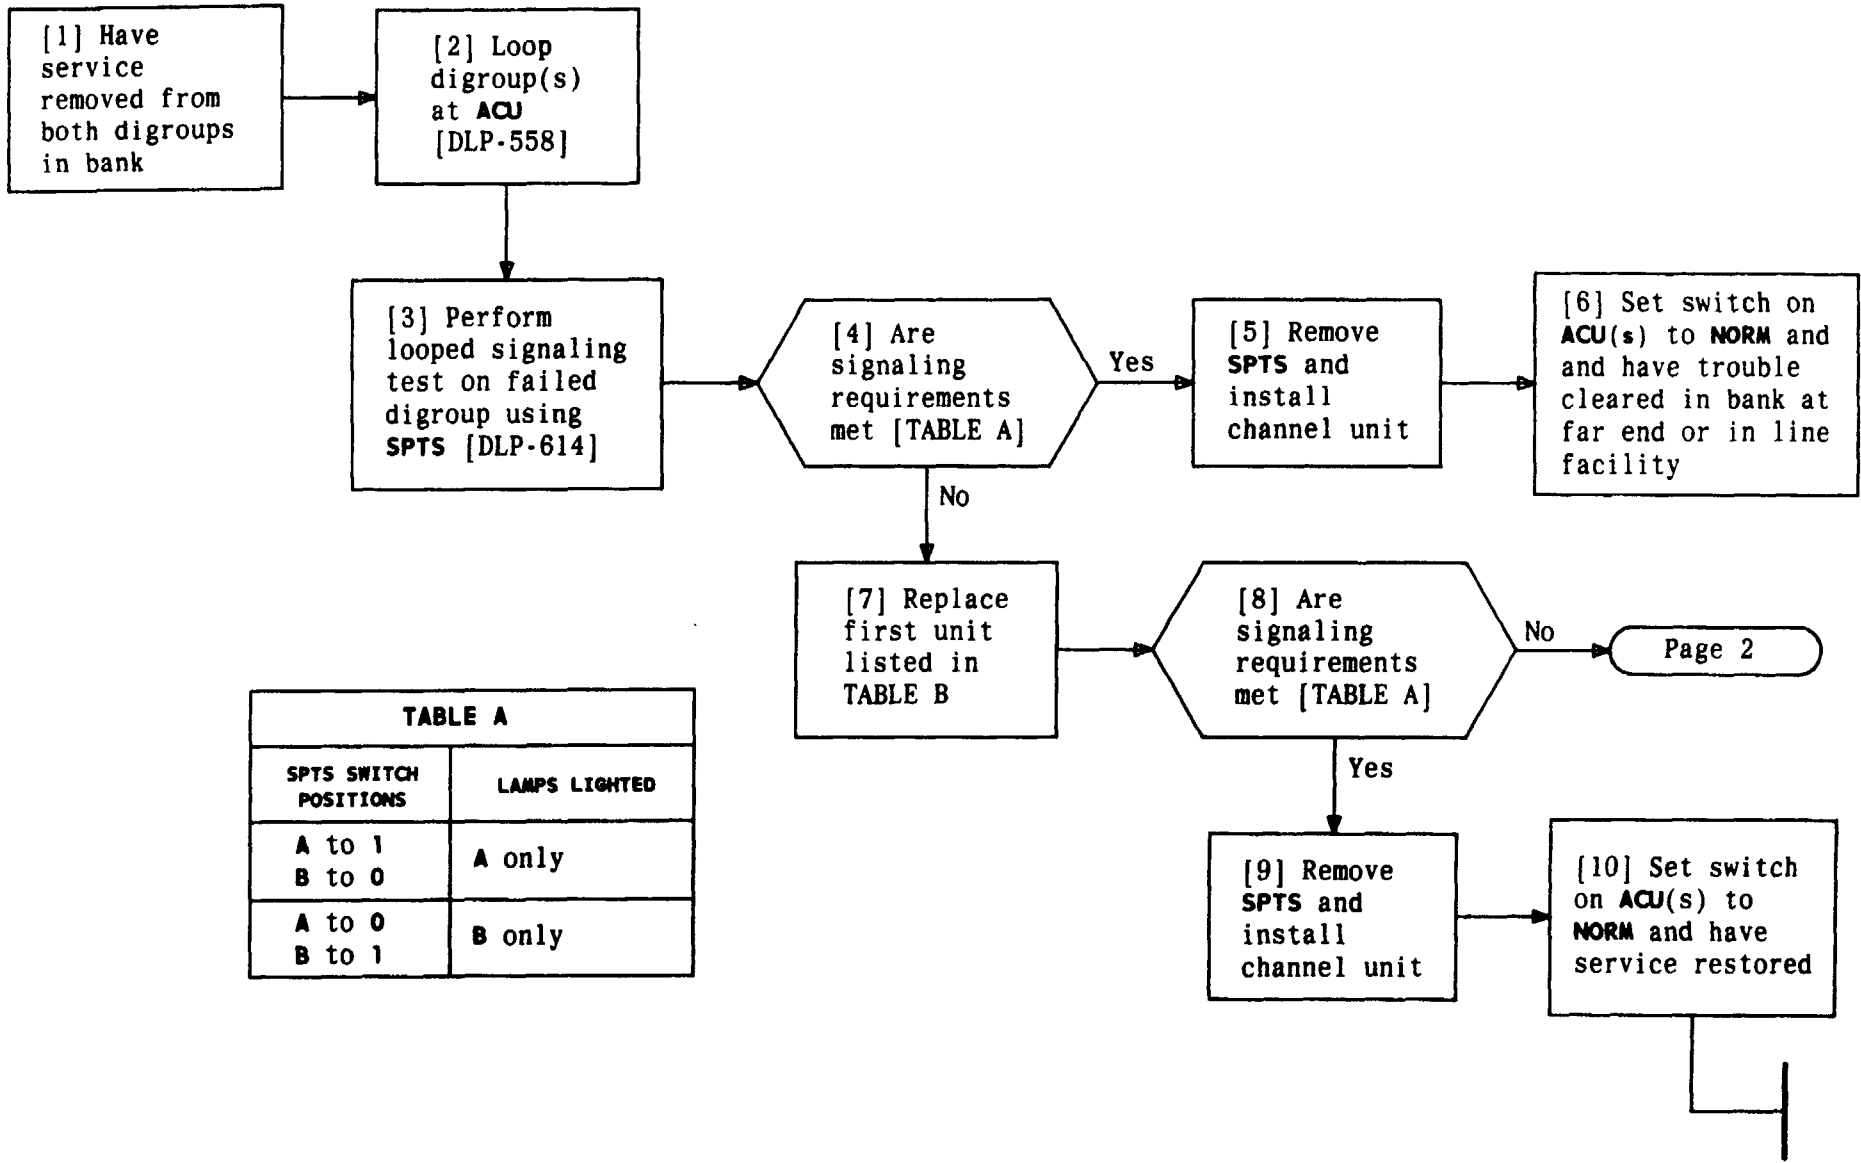 [1] Have
service
removed from
both digroups
in bank
[2] Loop
digroup(s)
at ACU
[DLP-558]
[3] Perform
looped signaling
test on failed
digroup using
SPTS [DLP-614]
[4] Are
signaling
requirements
met [TABLE A]
Yes
No
[5] Remove
SPTS and
install
channel unit
[6] Set switch on
ACU(s) to NORM and
and have trouble
cleared in bank at
far end or in line
facility
[7] Replace
first unit
listed in
TABLE B
[8] Are
signaling
requirements
met [TABLE A]
No
Page 2
Yes
[9] Remove
SPTS and
install
channel unit
[10] Set switch
on ACU(s) to
NORM and have
service restored
TABLE A
SPTS SWITCH
POSITIONS
LAMPS LIGHTED
A to 1
B to 0
A only
A to 0
B to 1
B only